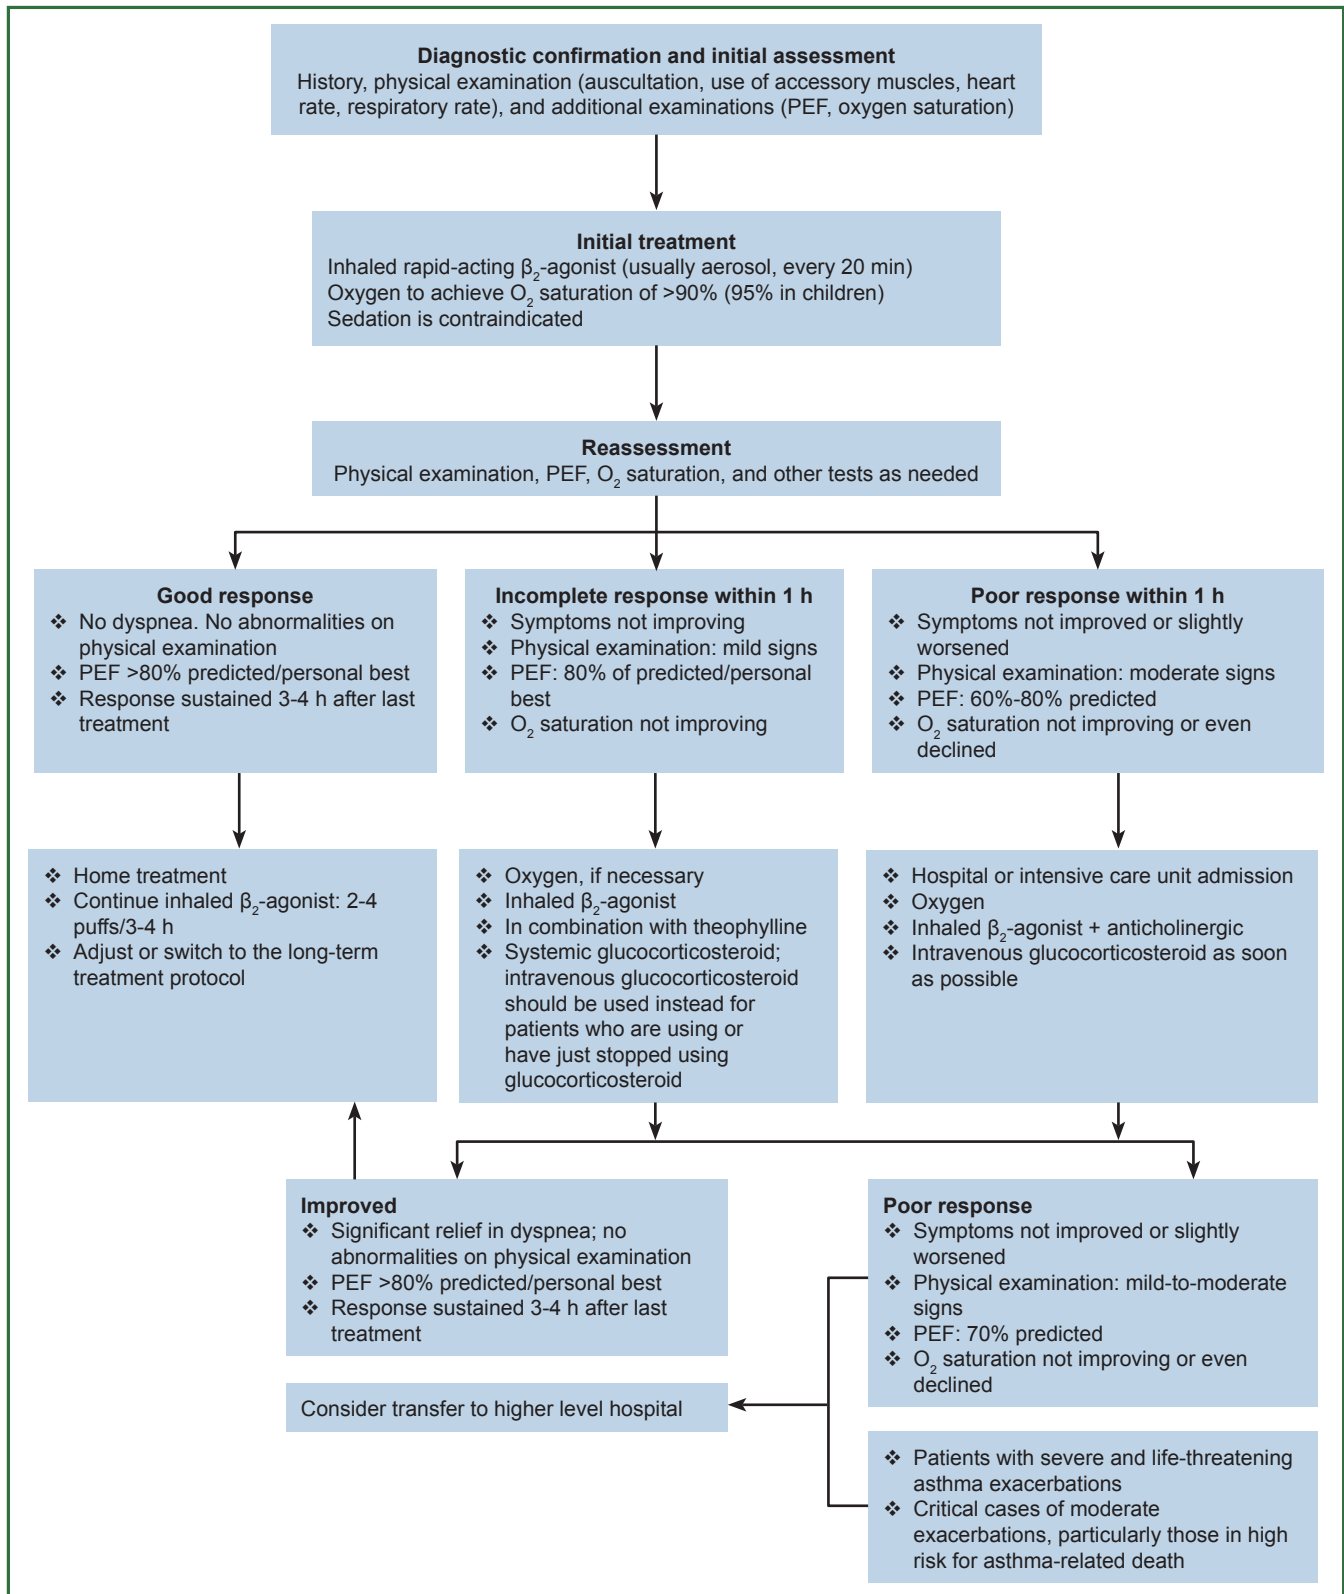 Diagnostic confirmation and initial assessment
History, physical examination (auscultation, use of accessory muscles, heart
rate, respiratory rate), and additional examinations (PEF, oxygen saturation)
Initial treatment
Inhaled rapid-acting β₂-agonist (usually aerosol, every 20 min)
Oxygen to achieve O₂ saturation of >90% (95% in children)
Sedation is contraindicated
Reassessment
Physical examination, PEF, O₂ saturation, and other tests as needed
Good response
❖ No dyspnea. No abnormalities on
physical examination
❖ PEF >80% predicted/personal best
❖ Response sustained 3-4 h after last
treatment
Incomplete response within 1 h
❖ Symptoms not improving
❖ Physical examination: mild signs
❖ PEF: 80% of predicted/personal
best
❖ O₂ saturation not improving
Poor response within 1 h
❖ Symptoms not improved or slightly
worsened
❖ Physical examination: moderate signs
❖ PEF: 60%-80% predicted
❖ O₂ saturation not improving or even
declined
❖ Home treatment
❖ Continue inhaled β₂-agonist: 2-4
puffs/3-4 h
❖ Adjust or switch to the long-term
treatment protocol
❖ Oxygen, if necessary
❖ Inhaled β₂-agonist
❖ In combination with theophylline
❖ Systemic glucocorticosteroid;
intravenous glucocorticosteroid
should be used instead for
patients who are using or
have just stopped using
glucocorticosteroid
❖ Hospital or intensive care unit admission
❖ Oxygen
❖ Inhaled β₂-agonist + anticholinergic
❖ Intravenous glucocorticosteroid as soon
as possible
Improved
❖ Significant relief in dyspnea; no
abnormalities on physical examination
❖ PEF >80% predicted/personal best
❖ Response sustained 3-4 h after last
treatment
Poor response
❖ Symptoms not improved or slightly
worsened
❖ Physical examination: mild-to-moderate
signs
❖ PEF: 70% predicted
❖ O₂ saturation not improving or even
declined
Consider transfer to higher level hospital
❖ Patients with severe and life-threatening
asthma exacerbations
❖ Critical cases of moderate
exacerbations, particularly those in high
risk for asthma-related death